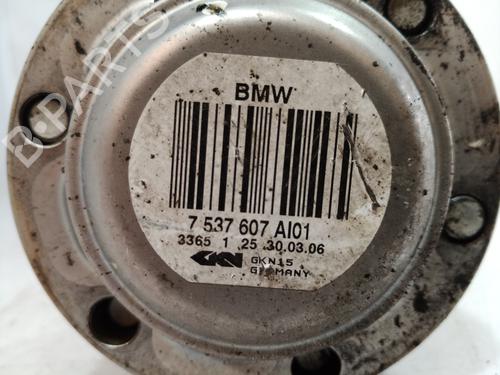 B-PARTS
BMW
7 537 607 AI01
3365 1 25 30.03.06
GKN
GKN15
GERMANY